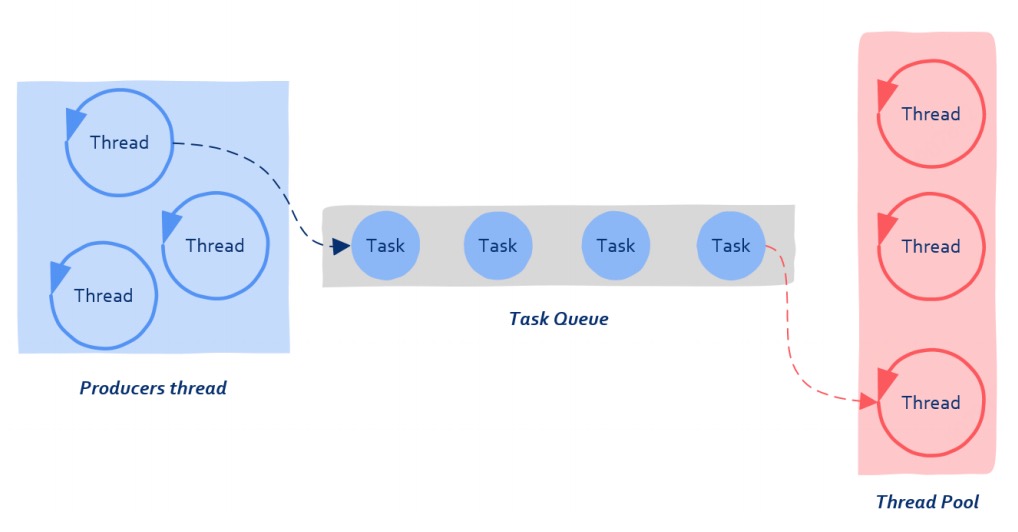 Thread
Thread
Thread
Producers thread
Task
Task
Task
Task
Task Queue
Thread
Thread
Thread
Thread Pool